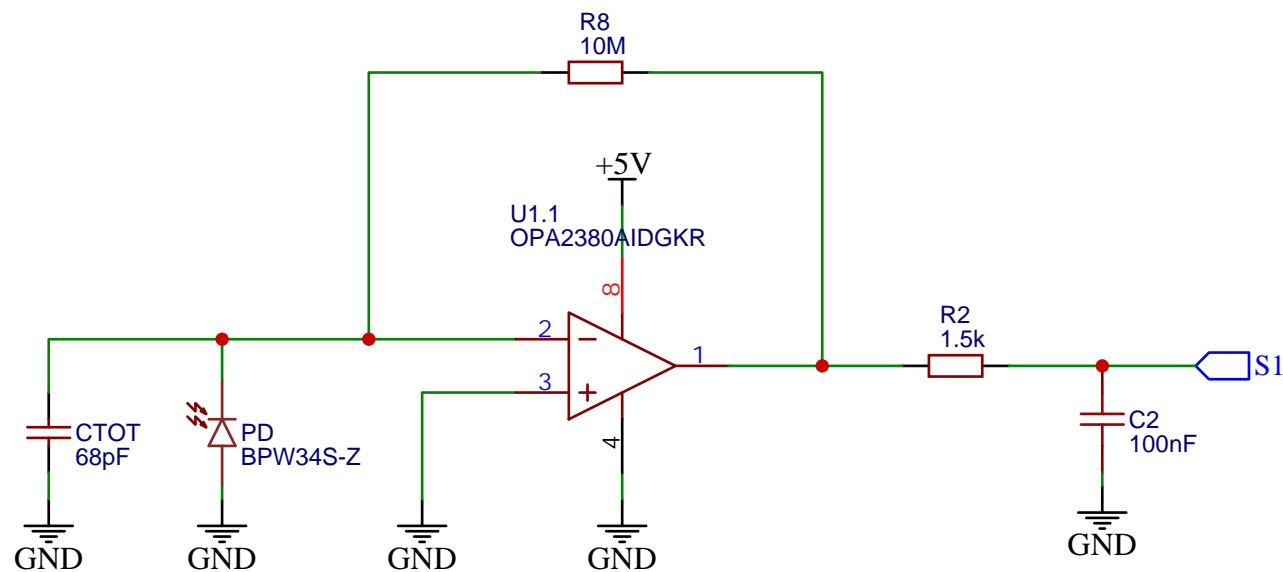 R8
10M
+5V
U1.1
OPA2380AIDGKR
8
2
3
1
4
R2
1.5k
S1
CTOT
68pF
PD
BPW34S-Z
C2
100nF
GND
GND
GND
GND
GND